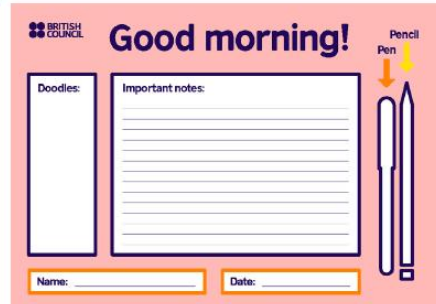 BRITISH
COUNCIL
Good morning!
Pencil
Pen
Doodles:
Important notes:
Name:
Date: